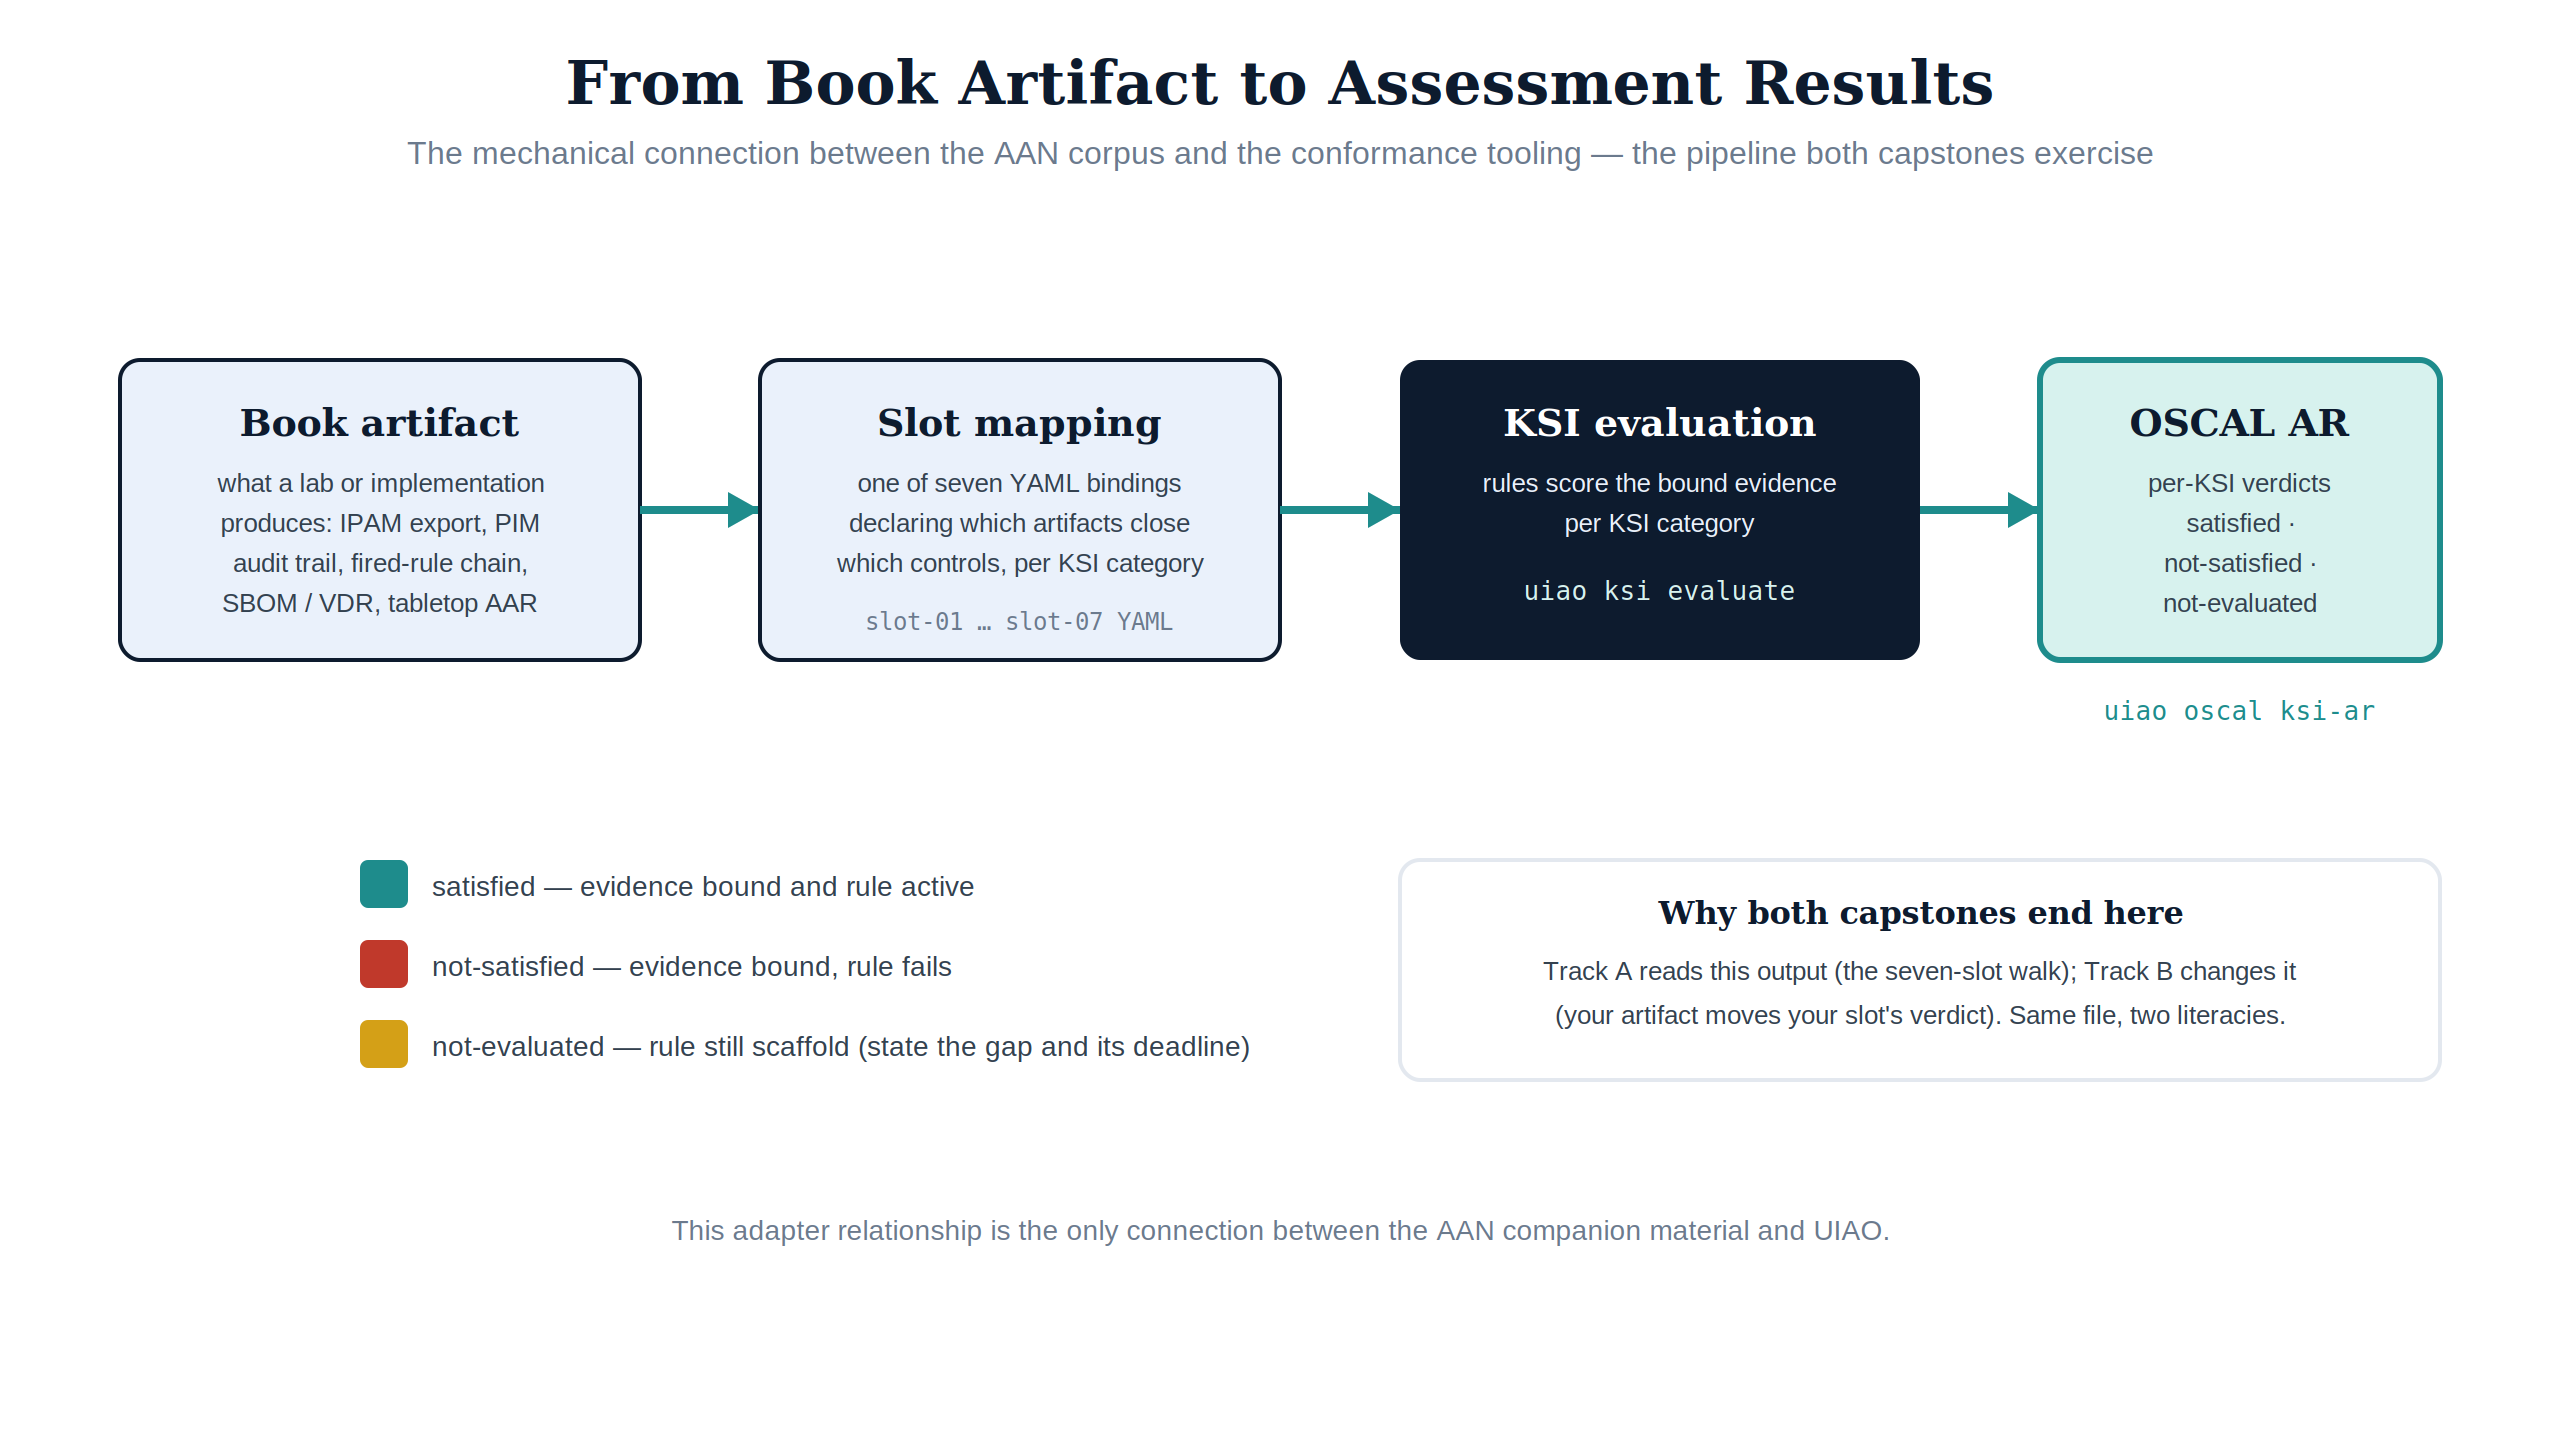 From Book Artifact to Assessment Results
The mechanical connection between the AAN corpus and the conformance tooling — the pipeline both capstones exercise
Book artifact
what a lab or implementation
produces: IPAM export, PIM
audit trail, fired-rule chain,
SBOM / VDR, tabletop AAR
Slot mapping
one of seven YAML bindings
declaring which artifacts close
which controls, per KSI category
slot-01 … slot-07 YAML
KSI evaluation
rules score the bound evidence
per KSI category
uiao ksi evaluate
OSCAL AR
per-KSI verdicts
satisfied ·
not-satisfied ·
not-evaluated
uiao oscal ksi-ar
satisfied — evidence bound and rule active
not-satisfied — evidence bound, rule fails
not-evaluated — rule still scaffold (state the gap and its deadline)
Why both capstones end here
Track A reads this output (the seven-slot walk); Track B changes it
(your artifact moves your slot's verdict). Same file, two literacies.
This adapter relationship is the only connection between the AAN companion material and UIAO.